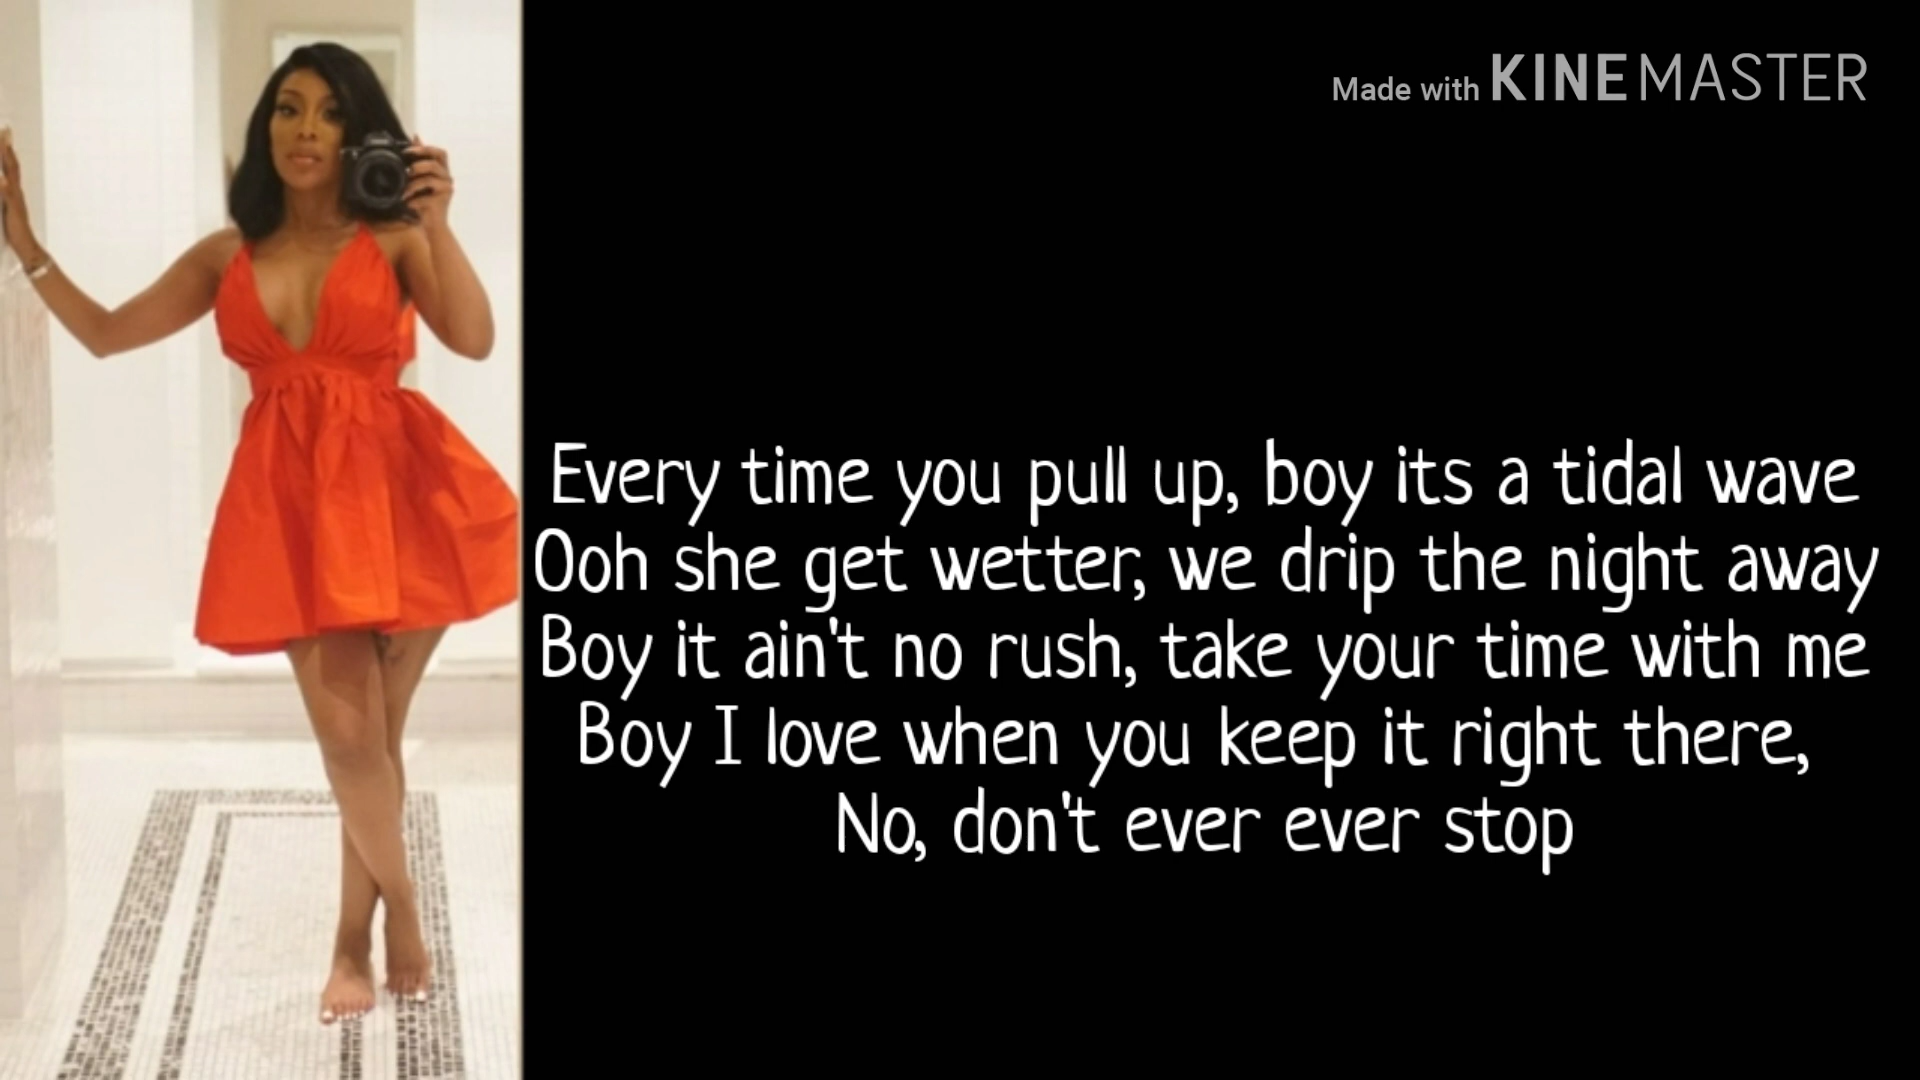 Made with KINEMASTER
Every time you pull up, boy its a tidal wave
Ooh she get wetter, we drip the night away
Boy it ain't no rush, take your time with me
Boy I love when you keep it right there,
No, don't ever ever stop